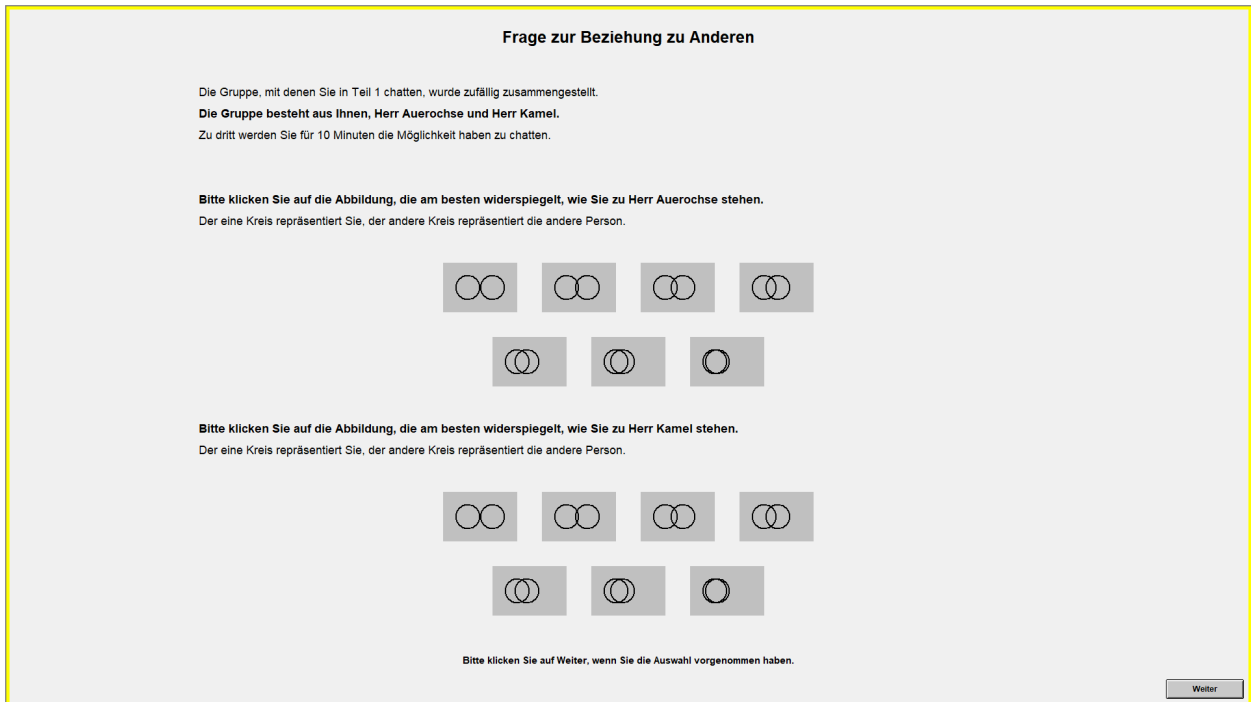 Frage zur Beziehung zu Anderen
Die Gruppe, mit denen Sie in Teil 1 chatten, wurde zufällig zusammengestellt.
Die Gruppe besteht aus Ihnen, Herr Auerochse und Herr Kamel.
Zu dritt werden Sie für 10 Minuten die Möglichkeit haben zu chatten.
Bitte klicken Sie auf die Abbildung, die am besten widerspiegelt, wie Sie zu Herr Auerochse stehen.
Der eine Kreis repräsentiert Sie, der andere Kreis repräsentiert die andere Person.
Bitte klicken Sie auf die Abbildung, die am besten widerspiegelt, wie Sie zu Herr Kamel stehen.
Der eine Kreis repräsentiert Sie, der andere Kreis repräsentiert die andere Person.
Bitte klicken Sie auf Weiter, wenn Sie die Auswahl vorgenommen haben.
Weiter